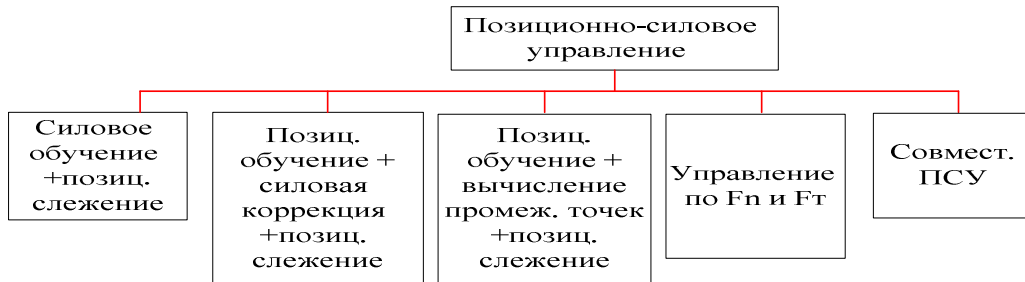 Позиционно-силовое
управление
Силовое
обучение
+позиц.
слежение
Позиц.
обучение +
силовая
коррекция
+позиц.
слежение
Позиц.
обучение +
вычисление
промеж. точек
+позиц.
слежение
Управление
по Fn и Fт
Совмест.
ПСУ